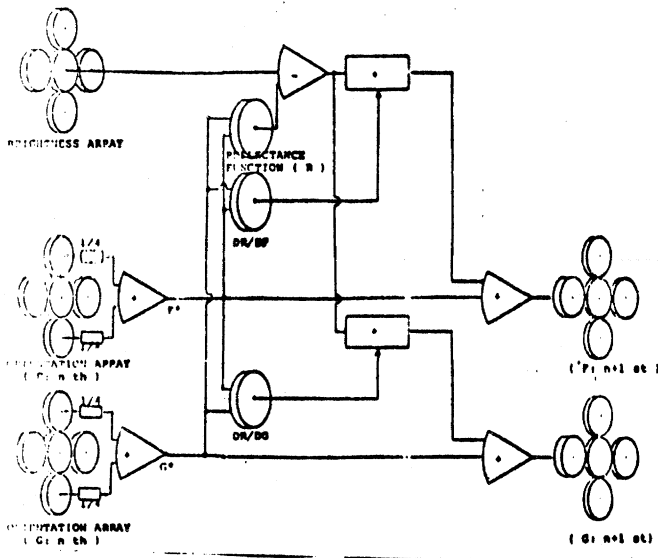 BRIGHTNESS ARRAY
REFLECTANCE
FUNCTION ( R )
DR/DF
1/4
F*
1/4
ORIENTATION ARRAY
( F: n th )
( F: n+1 st )
1/4
DR/DG
G*
1/4
ORIENTATION ARRAY
( G: n th )
( G: n+1 st)